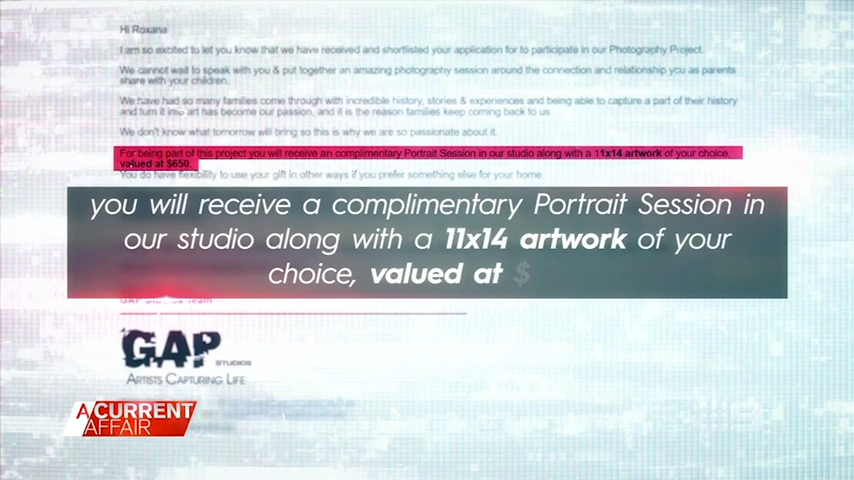 Hi Roxana
I am so excited to let you know that we have received and shortlisted your application for to participate in our Photography Project.
We cannot wait to speak with you & put together an amazing photography session around the connection and relationship you as parents
share with your children.
We have had so many families come through with incredible history, stories & experiences and being able to capture a part of their history
and turn it into art has become our passion, and it is the reason families keep coming back to us.
We don't know what tomorrow will bring so this is why we are so passionate about it.
For being part of this project you will receive an complimentary Portrait Session in our studio along with a 11x14 artwork of your choice,
valued at $650.
You do have flexibility to use your gift in other ways if you prefer something else for your home.
you will receive a complimentary Portrait Session in
our studio along with a 11x14 artwork of your
choice, valued at $
GAP Studios Team
GAP STUDIOS
ARTISTS CAPTURING LIFE
A CURRENT
AFFAIR